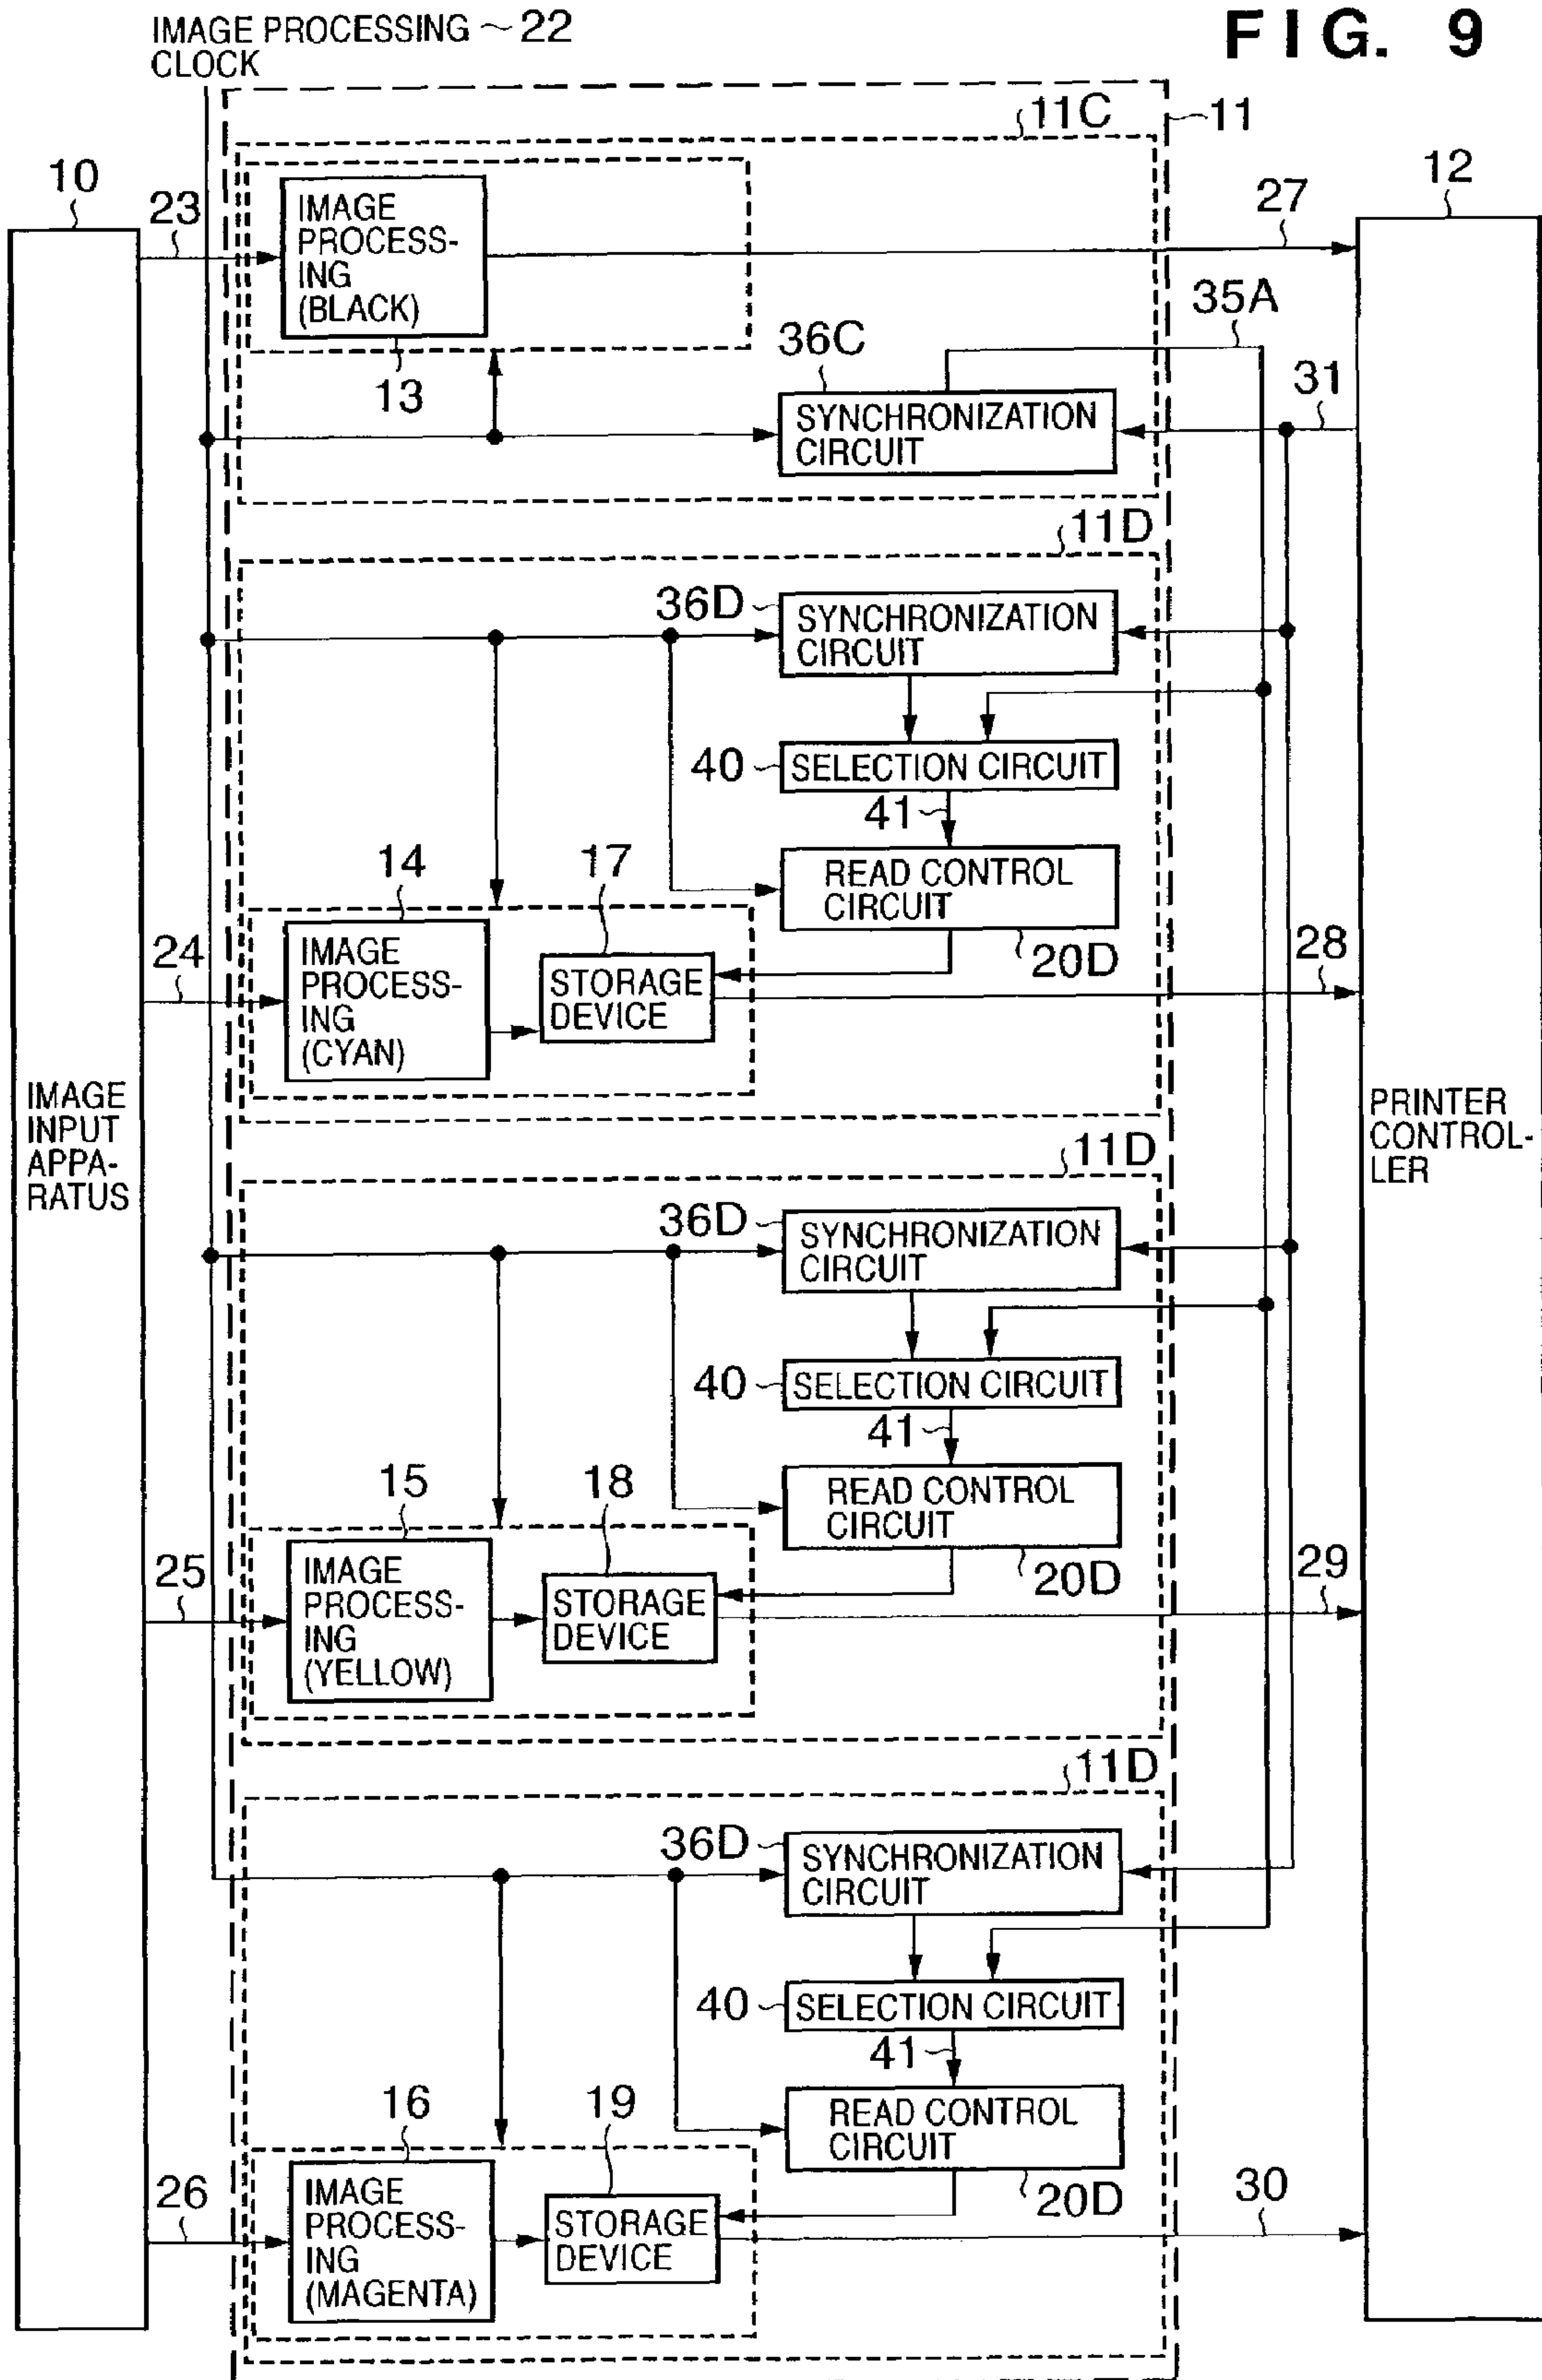 IMAGE PROCESSING ~22
CLOCK
FIG. 9
11C
11
10
23
IMAGE
PROCESS-
ING
(BLACK)
13
27
12
35A
36C
SYNCHRONIZATION
CIRCUIT
31
11D
36D
SYNCHRONIZATION
CIRCUIT
40
SELECTION CIRCUIT
41
READ CONTROL
CIRCUIT
20D
14
17
24
IMAGE
PROCESS-
ING
(CYAN)
STORAGE
DEVICE
28
IMAGE
INPUT
APPA-
RATUS
PRINTER
CONTROL-
LER
11D
36D
SYNCHRONIZATION
CIRCUIT
40
SELECTION CIRCUIT
41
READ CONTROL
CIRCUIT
20D
15
18
25
IMAGE
PROCESS-
ING
(YELLOW)
STORAGE
DEVICE
29
11D
36D
SYNCHRONIZATION
CIRCUIT
40
SELECTION CIRCUIT
41
READ CONTROL
CIRCUIT
20D
16
19
26
IMAGE
PROCESS-
ING
(MAGENTA)
STORAGE
DEVICE
30